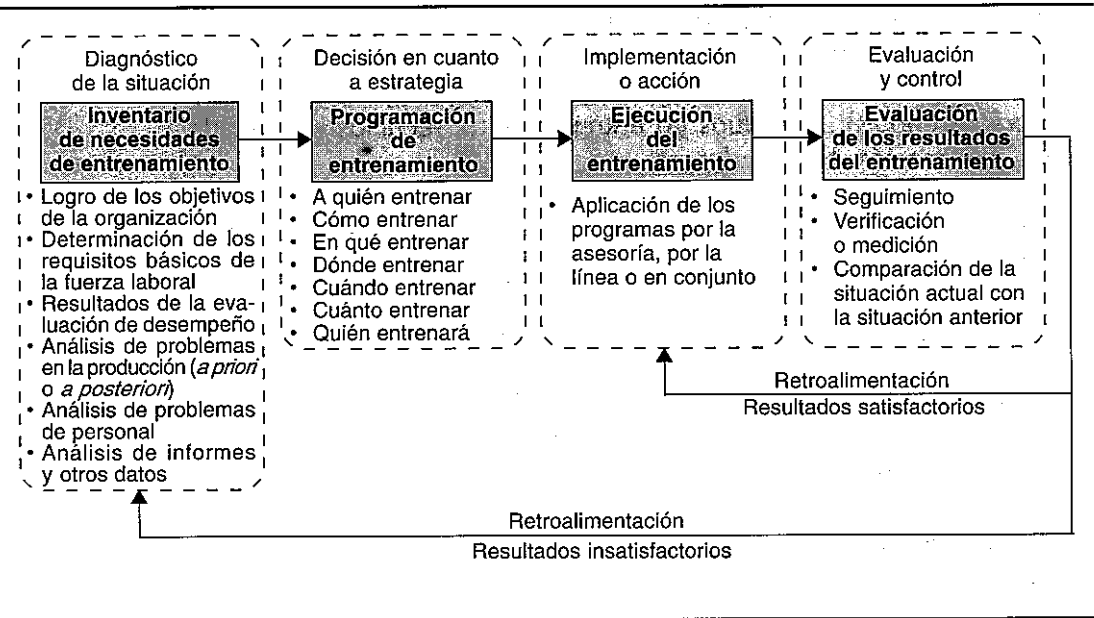 Diagnóstico
de la situación
Inventario
de necesidades
de entrenamiento
• Logro de los objetivos
de la organización
• Determinación de los
requisitos básicos de
la fuerza laboral
• Resultados de la eva-
luación de desempeño
• Análisis de problemas
en la producción (a priori
o a posteriori)
• Análisis de problemas
de personal
• Análisis de informes
y otros datos
Decisión en cuanto
a estrategia
Programación
de
entrenamiento
• A quién entrenar
• Cómo entrenar
• En qué entrenar
• Dónde entrenar
• Cuándo entrenar
• Cuánto entrenar
• Quién entrenará
Implementación
o acción
Ejecución
del
entrenamiento
• Aplicación de los
programas por la
asesoría, por la
línea o en conjunto
Evaluación
y control
Evaluación
de los resultados
del entrenamiento
• Seguimiento
• Verificación
o medición
• Comparación de la
situación actual con
la situación anterior
Retroalimentación
Resultados satisfactorios
Retroalimentación
Resultados insatisfactorios